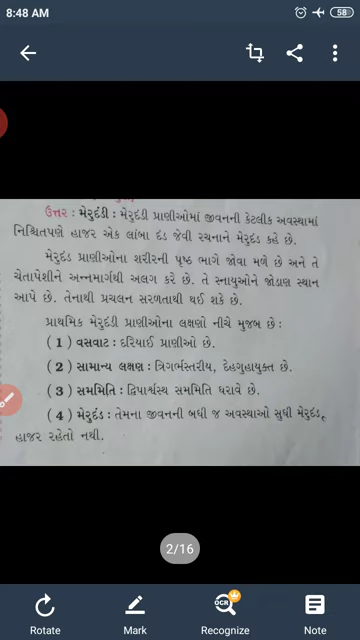 8:48 AM
58
ઉત્તર : મેરુદંડી : મેરુદંડી પ્રાણીઓમાં જીવનની કેટલીક અવસ્થામાં
નિશ્ચિતપણે હાજર એક લાંબા દંડ જેવી રચનાને મેરુદંડ કહે છે.
મેરુદંડ પ્રાણીઓના શરીરની પૃષ્ઠ ભાગે જોવા મળે છે અને તે
ચેતાપેશીને અન્નમાર્ગથી અલગ કરે છે. તે સ્નાયુઓને જોડાણ સ્થાન
આપે છે. તેનાથી પ્રચલન સરળતાથી થઈ શકે છે.
પ્રાથમિક મેરુદંડી પ્રાણીઓના લક્ષણો નીચે મુજબ છે :
(1) વસવાટ : દરિયાઈ પ્રાણીઓ છે.
(2) સામાન્ય લક્ષણ : ત્રિગર્ભસ્તરીય, દેહગુહાયુક્ત છે.
(3) સમમિતિ : દ્વિપાર્શ્વસ્થ સમમિતિ ધરાવે છે.
(4) મેરુદંડ : તેમના જીવનની બધી જ અવસ્થાઓ સુધી મેરુદંડ
હાજર રહેતો નથી.
2/16
OCR
Rotate Mark Recognize Note